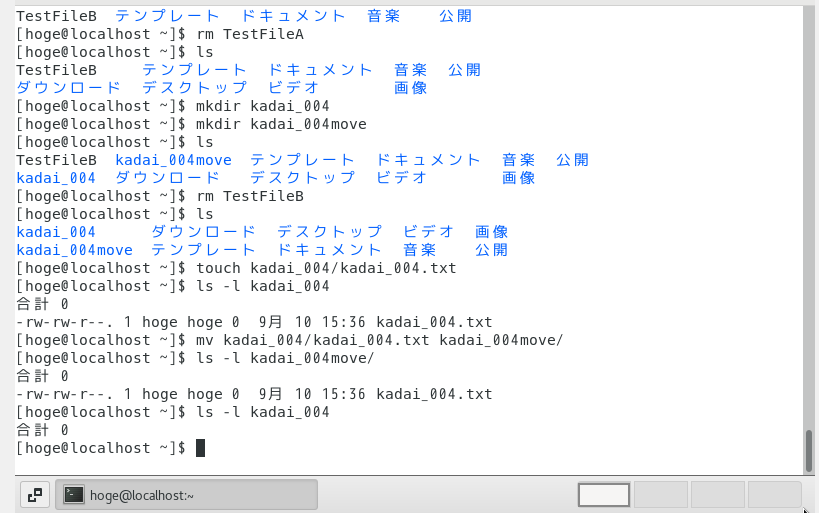 TestFileB  テンプレート  ドキュメント  音楽    公開
[hoge@localhost ~]$ rm TestFileA
[hoge@localhost ~]$ ls
TestFileB     テンプレート  ドキュメント  音楽  公開
ダウンロード  デスクトップ  ビデオ        画像
[hoge@localhost ~]$ mkdir kadai_004
[hoge@localhost ~]$ mkdir kadai_004move
[hoge@localhost ~]$ ls
TestFileB  kadai_004move  テンプレート  ドキュメント  音楽  公開
kadai_004  ダウンロード   デスクトップ  ビデオ        画像
[hoge@localhost ~]$ rm TestFileB
[hoge@localhost ~]$ ls
kadai_004      ダウンロード  デスクトップ  ビデオ  画像
kadai_004move  テンプレート  ドキュメント  音楽    公開
[hoge@localhost ~]$ touch kadai_004/kadai_004.txt
[hoge@localhost ~]$ ls -l kadai_004
合計 0
-rw-rw-r--. 1 hoge hoge 0  9月 10 15:36 kadai_004.txt
[hoge@localhost ~]$ mv kadai_004/kadai_004.txt kadai_004move/
[hoge@localhost ~]$ ls -l kadai_004move/
合計 0
-rw-rw-r--. 1 hoge hoge 0  9月 10 15:36 kadai_004.txt
[hoge@localhost ~]$ ls -l kadai_004
合計 0
[hoge@localhost ~]$
hoge@localhost:~